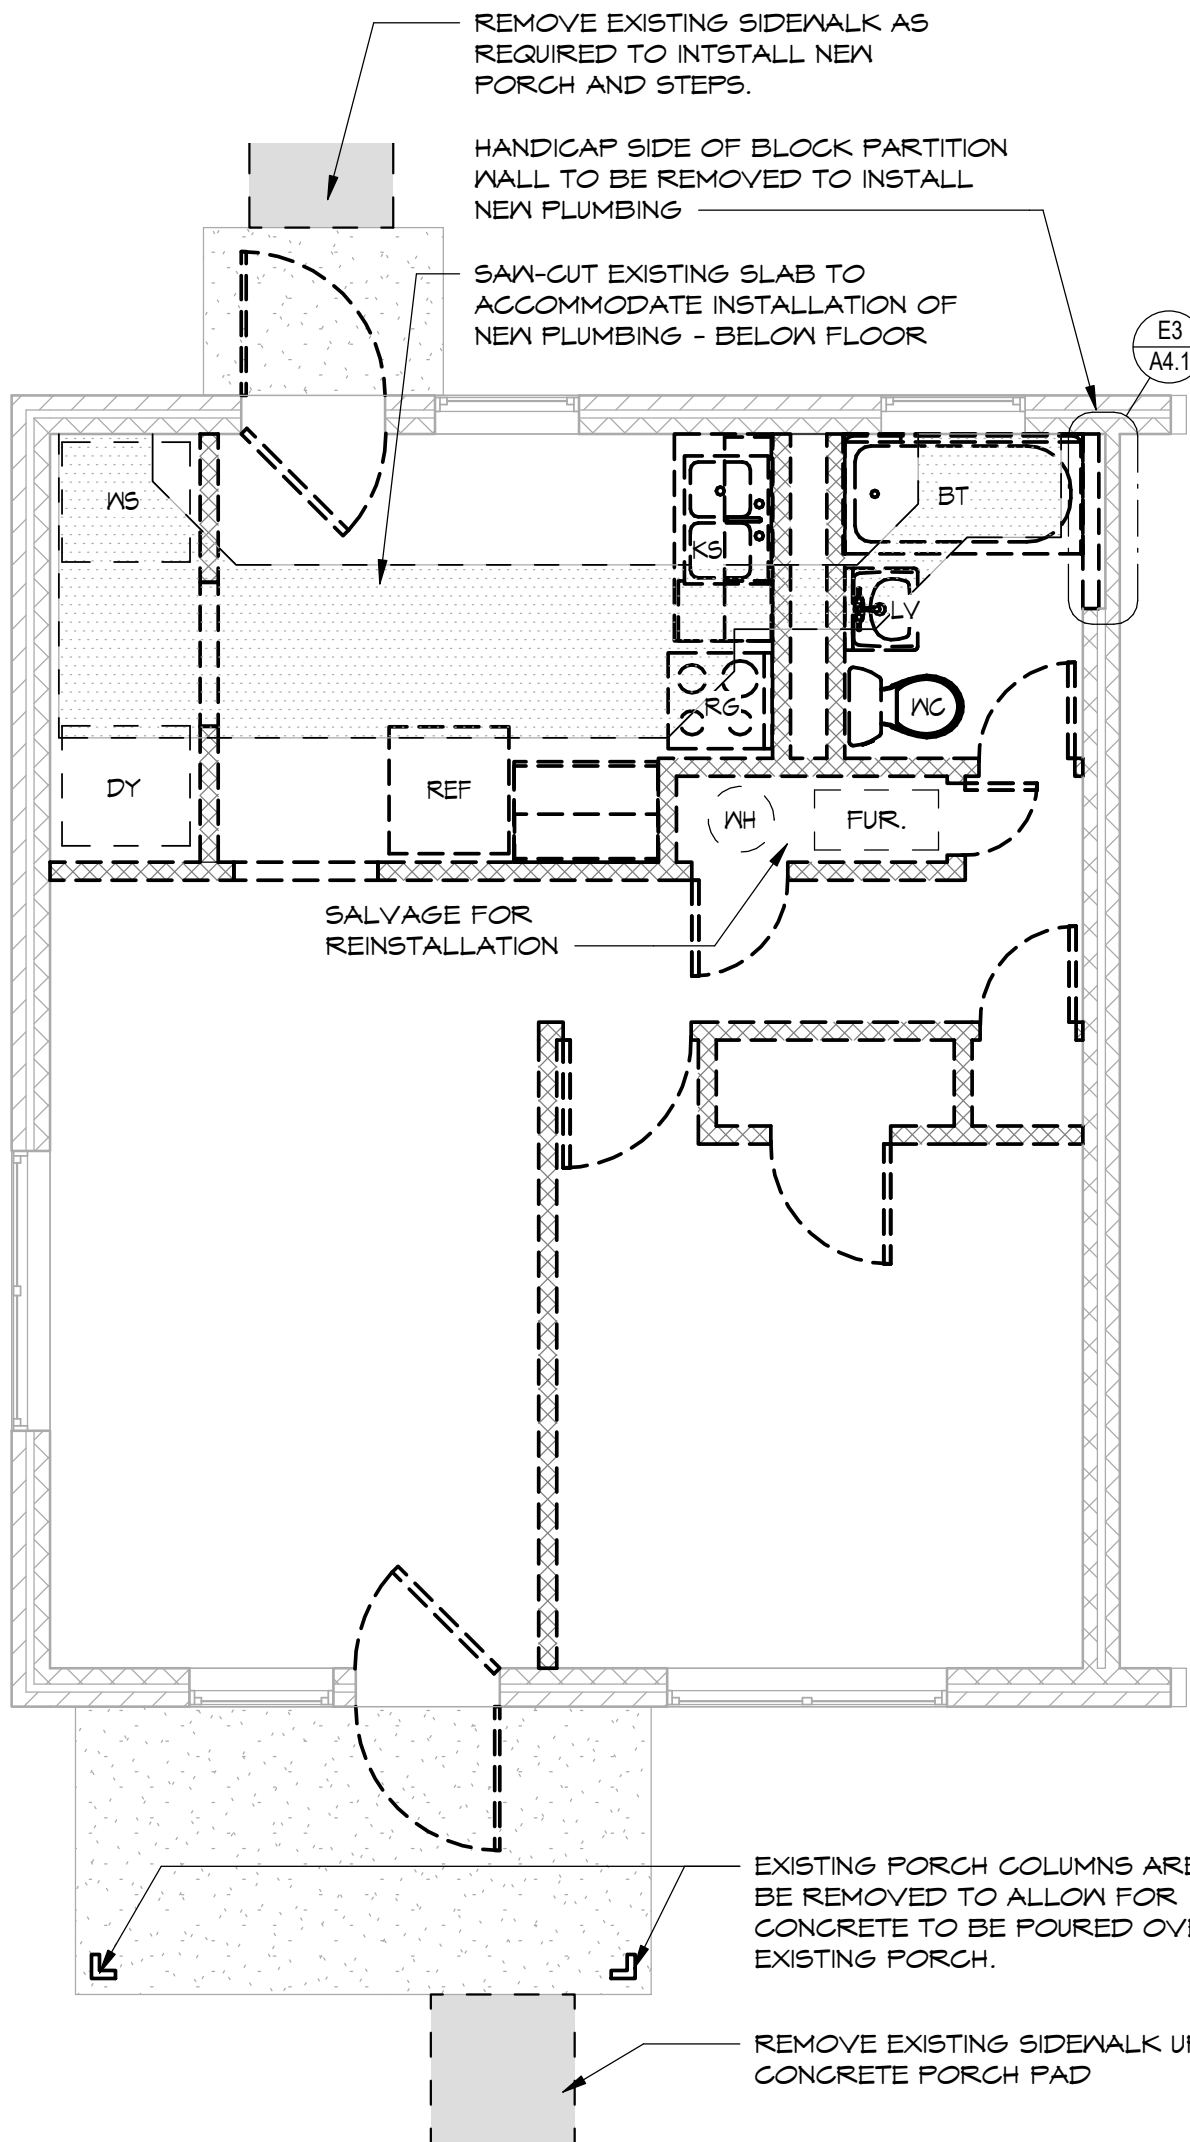 REMOVE EXISTING SIDEWALK AS
REQUIRED TO INTSTALL NEW
PORCH AND STEPS.
HANDICAP SIDE OF BLOCK PARTITION
WALL TO BE REMOVED TO INSTALL
NEW PLUMBING
SAW-CUT EXISTING SLAB TO
ACCOMMODATE INSTALLATION OF
NEW PLUMBING - BELOW FLOOR
E3
A4.1
WS
KS
BT
LV
RG
WC
DY
REF
WH
FUR.
SALVAGE FOR
REINSTALLATION
EXISTING PORCH COLUMNS ARE
BE REMOVED TO ALLOW FOR
CONCRETE TO BE POURED OVE
EXISTING PORCH.
REMOVE EXISTING SIDEWALK UP
CONCRETE PORCH PAD